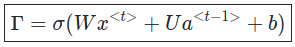 Γ = σ(Wx^{<t>} + Ua^{<t−1>} + b)